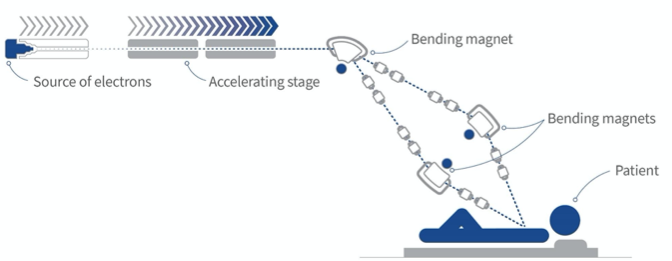 Bending magnet
Source of electrons
Accelerating stage
Bending magnets
Patient